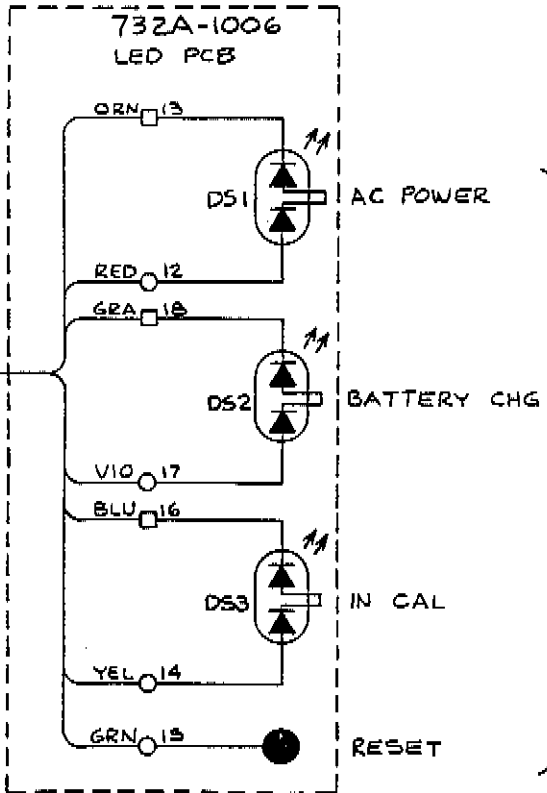 732A-1006
LED PCB
ORN 13
DS1 AC POWER
RED 12
GRA 18
DS2 BATTERY CHG
VIO 17
BLU 16
DS3 IN CAL
YEL 14
GRN 15
RESET